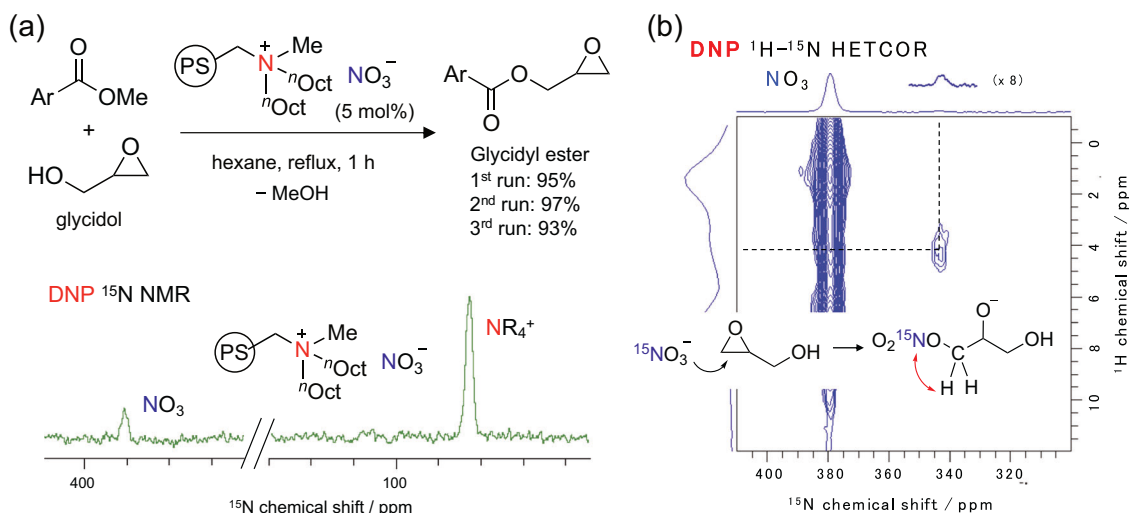 (a)
Ar
O
O
Me
+
HO
O
glycidol
PS
N
+
Me
nOct
nOct
NO3−
(5 mol%)
hexane, reflux, 1 h
− MeOH
Ar
O
O
O
Glycidyl ester
1st run: 95%
2nd run: 97%
3rd run: 93%
DNP 15N NMR
PS
N
+
Me
nOct
nOct
NO3−
NO3
NR4+
400
100
15N chemical shift / ppm
(b)
DNP 1H–15N HETCOR
NO3
(x 8)
0
2
4
6
8
10
1H chemical shift / ppm
15NO3−
O
OH
O2 15N
O
C
H
H
O−
OH
400
380
360
340
320
15N chemical shift / ppm